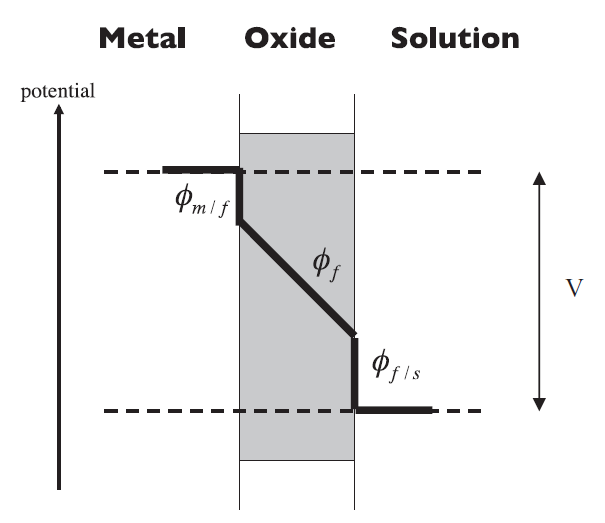 Metal Oxide Solution
potential
ϕm/f
ϕf
V
ϕf/s